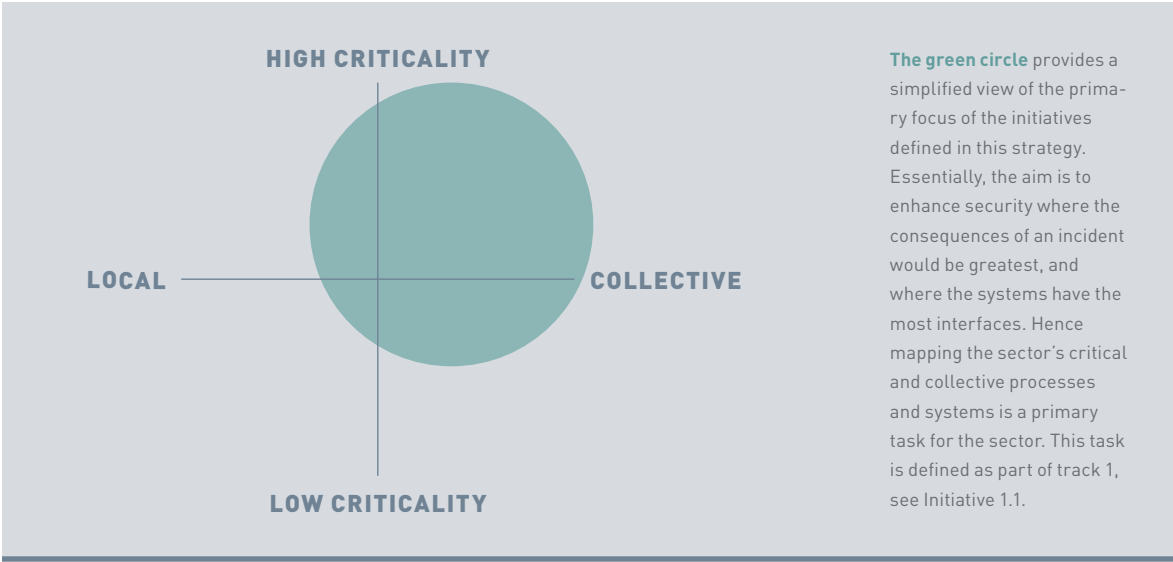 HIGH CRITICALITY
LOCAL
COLLECTIVE
LOW CRITICALITY
The green circle provides a
simplified view of the prima-
ry focus of the initiatives
defined in this strategy.
Essentially, the aim is to
enhance security where the
consequences of an incident
would be greatest, and
where the systems have the
most interfaces. Hence
mapping the sector's critical
and collective processes
and systems is a primary
task for the sector. This task
is defined as part of track 1,
see Initiative 1.1.